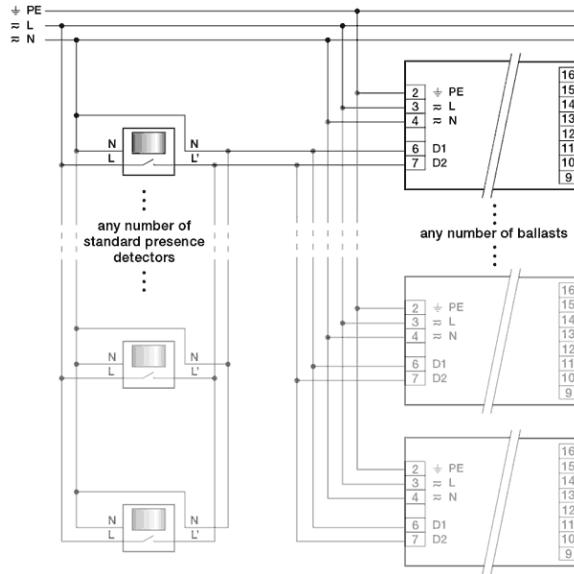 ⏚ PE
≂ L
≂ N
2 ⏚ PE
3 ≂ L
4 ≂ N
6 D1
7 D2
16
15
14
13
12
11
10
9
N N
L L'
any number of
standard presence
detectors
any number of ballasts
2 ⏚ PE
3 ≂ L
4 ≂ N
6 D1
7 D2
16
15
14
13
12
11
10
9
N N
L L'
2 ⏚ PE
3 ≂ L
4 ≂ N
6 D1
7 D2
16
15
14
13
12
11
10
9
N N
L L'